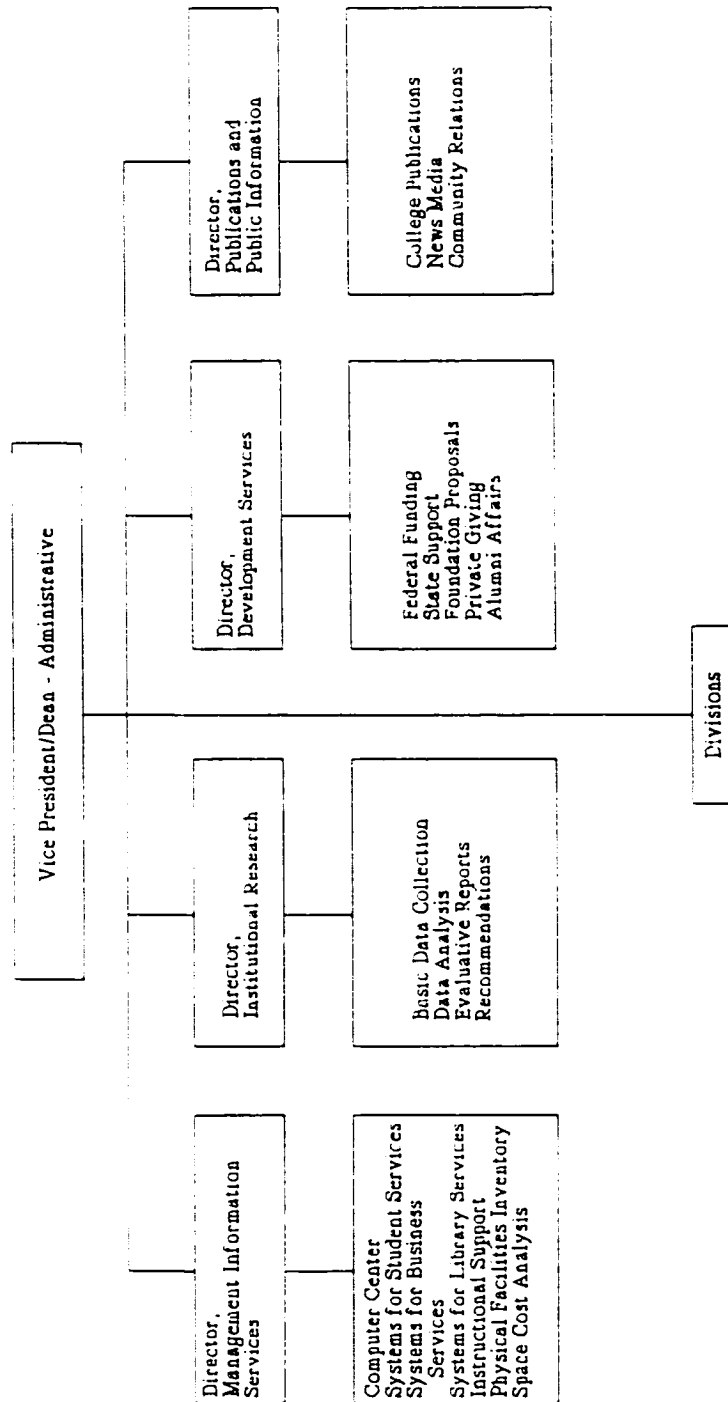 Vice President/Dean - Administrative
Director,
Management Information
Services
Director,
Institutional Research
Director,
Development Services
Director,
Publications and
Public Information
Computer Center
Systems for Student Services
Systems for Business
Services
Systems for Library Services
Instructional Support
Physical Facilities Inventory
Space Cost Analysis
Basic Data Collection
Data Analysis
Evaluative Reports
Recommendations
Federal Funding
State Support
Foundation Proposals
Private Giving
Alumni Affairs
College Publications
News Media
Community Relations
Divisions